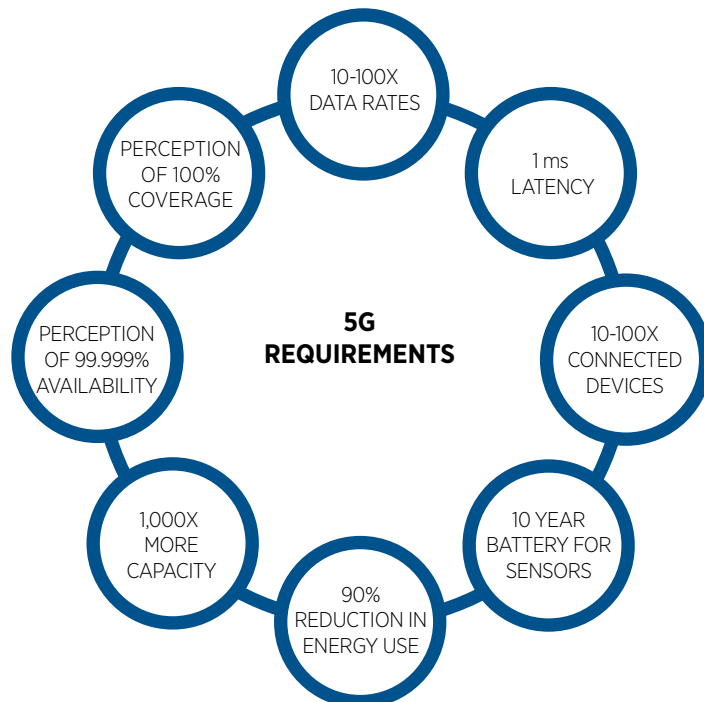 10-100X
DATA RATES
1 ms
LATENCY
10-100X
CONNECTED
DEVICES
10 YEAR
BATTERY FOR
SENSORS
90%
REDUCTION IN
ENERGY USE
1,000X
MORE
CAPACITY
PERCEPTION
OF 99.999%
AVAILABILITY
PERCEPTION
OF 100%
COVERAGE
5G
REQUIREMENTS